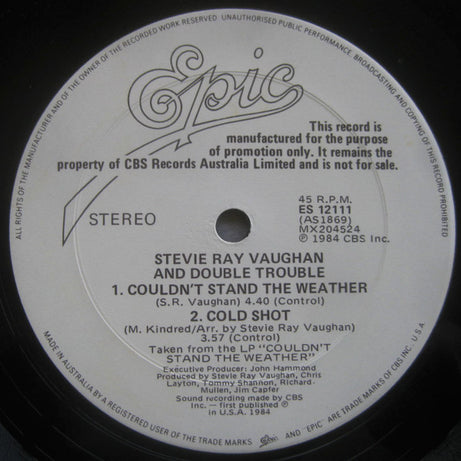 ALL RIGHTS OF THE MANUFACTURER AND OF THE OWNER OF THE RECORDED WORK RESERVED. UNAUTHORISED PUBLIC PERFORMANCE, BROADCASTING AND COPYING OF THIS RECORD PROHIBITED
Epic
This record is
manufactured for the purpose
of promotion only. It remains the
property of CBS Records Australia Limited and is not for sale.
STEREO
45 R.P.M.
ES 12111
(AS1869)
MX204524
℗ 1984 CBS Inc.
STEVIE RAY VAUGHAN
AND DOUBLE TROUBLE
1. COULDN'T STAND THE WEATHER
(S.R. Vaughan) 4.40 (Control)
2. COLD SHOT
(M. Kindred/Arr. by Stevie Ray Vaughan)
3.57 (Control)
Taken from the LP "COULDN'T
STAND THE WEATHER"
Executive Producer: John Hammond
Produced by Stevie Ray Vaughan, Chris
Layton, Tommy Shannon, Richard
Mullen, Jim Capfer
Sound recording made by CBS
Inc. — first published ℗
in U.S.A. 1984
MADE IN AUSTRALIA BY A REGISTERED USER OF THE TRADE MARKS Epic AND "EPIC" ARE TRADE MARKS OF CBS INC. U.S.A.